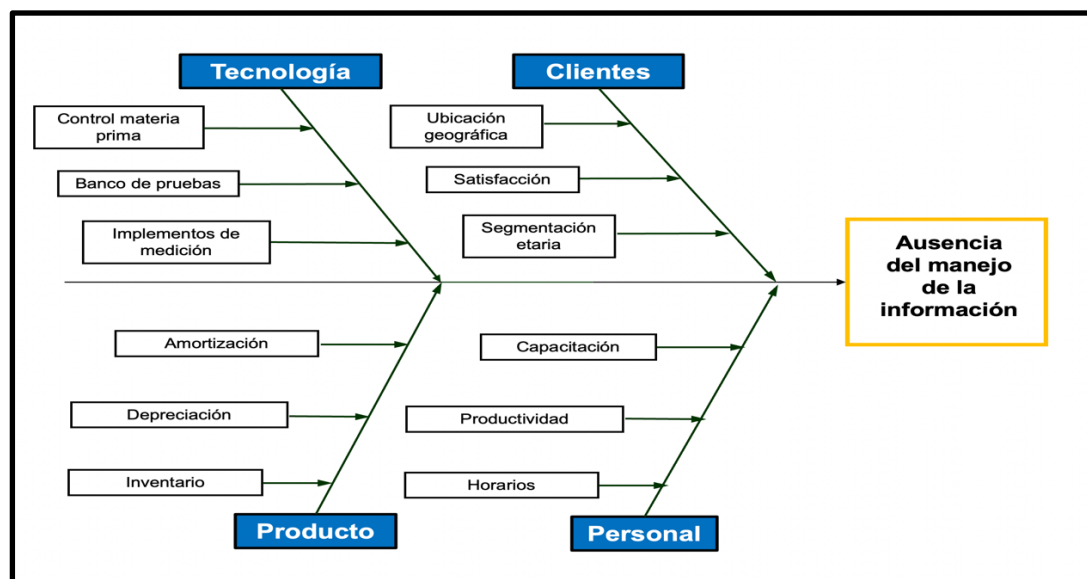 Tecnología
Clientes
Control materia
prima
Banco de pruebas
Implementos de
medición
Ubicación
geográfica
Satisfacción
Segmentación
etaria
Ausencia
del manejo
de la
información
Amortización
Depreciación
Inventario
Capacitación
Productividad
Horarios
Producto
Personal